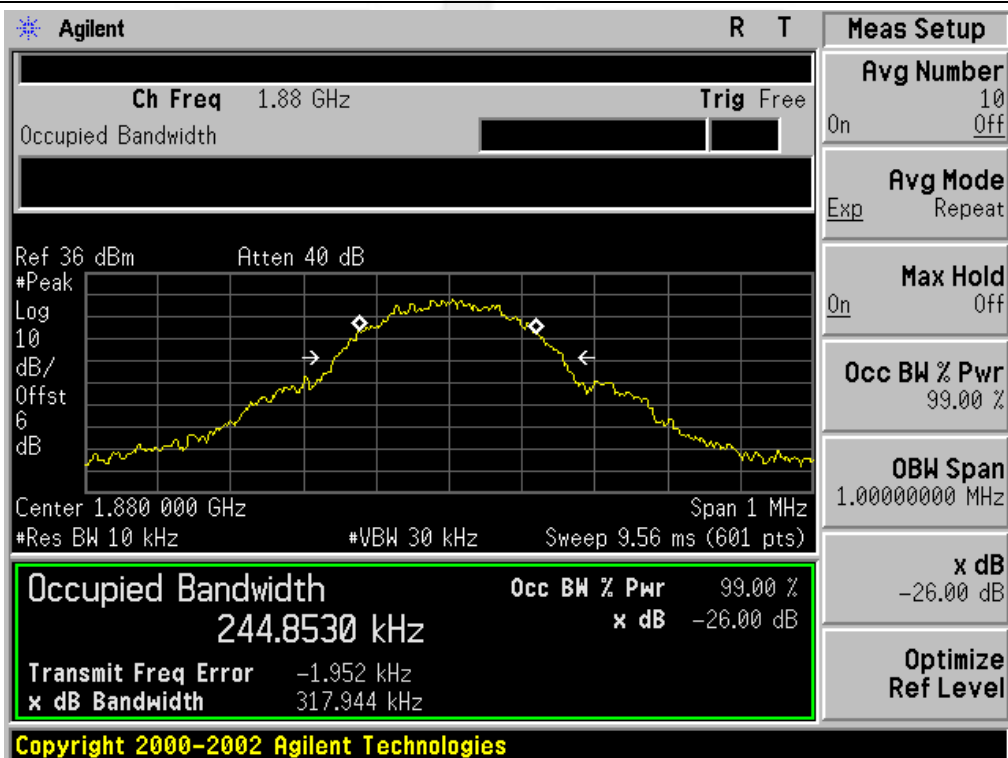 Agilent
R T
Ch Freq 1.88 GHz
Trig Free
Occupied Bandwidth
Ref 36 dBm Atten 40 dB
#Peak
Log
10
dB/
Offst
6
dB
Center 1.880 000 GHz Span 1 MHz
#Res BW 10 kHz #VBW 30 kHz Sweep 9.56 ms (601 pts)
Occupied Bandwidth
244.8530 kHz
Occ BW % Pwr 99.00 %
x dB -26.00 dB
Transmit Freq Error -1.952 kHz
x dB Bandwidth 317.944 kHz
Copyright 2000-2002 Agilent Technologies
Meas Setup
Avg Number
10
On Off
Avg Mode
Exp Repeat
Max Hold
On Off
Occ BW % Pwr
99.00 %
OBW Span
1.00000000 MHz
x dB
-26.00 dB
Optimize
Ref Level